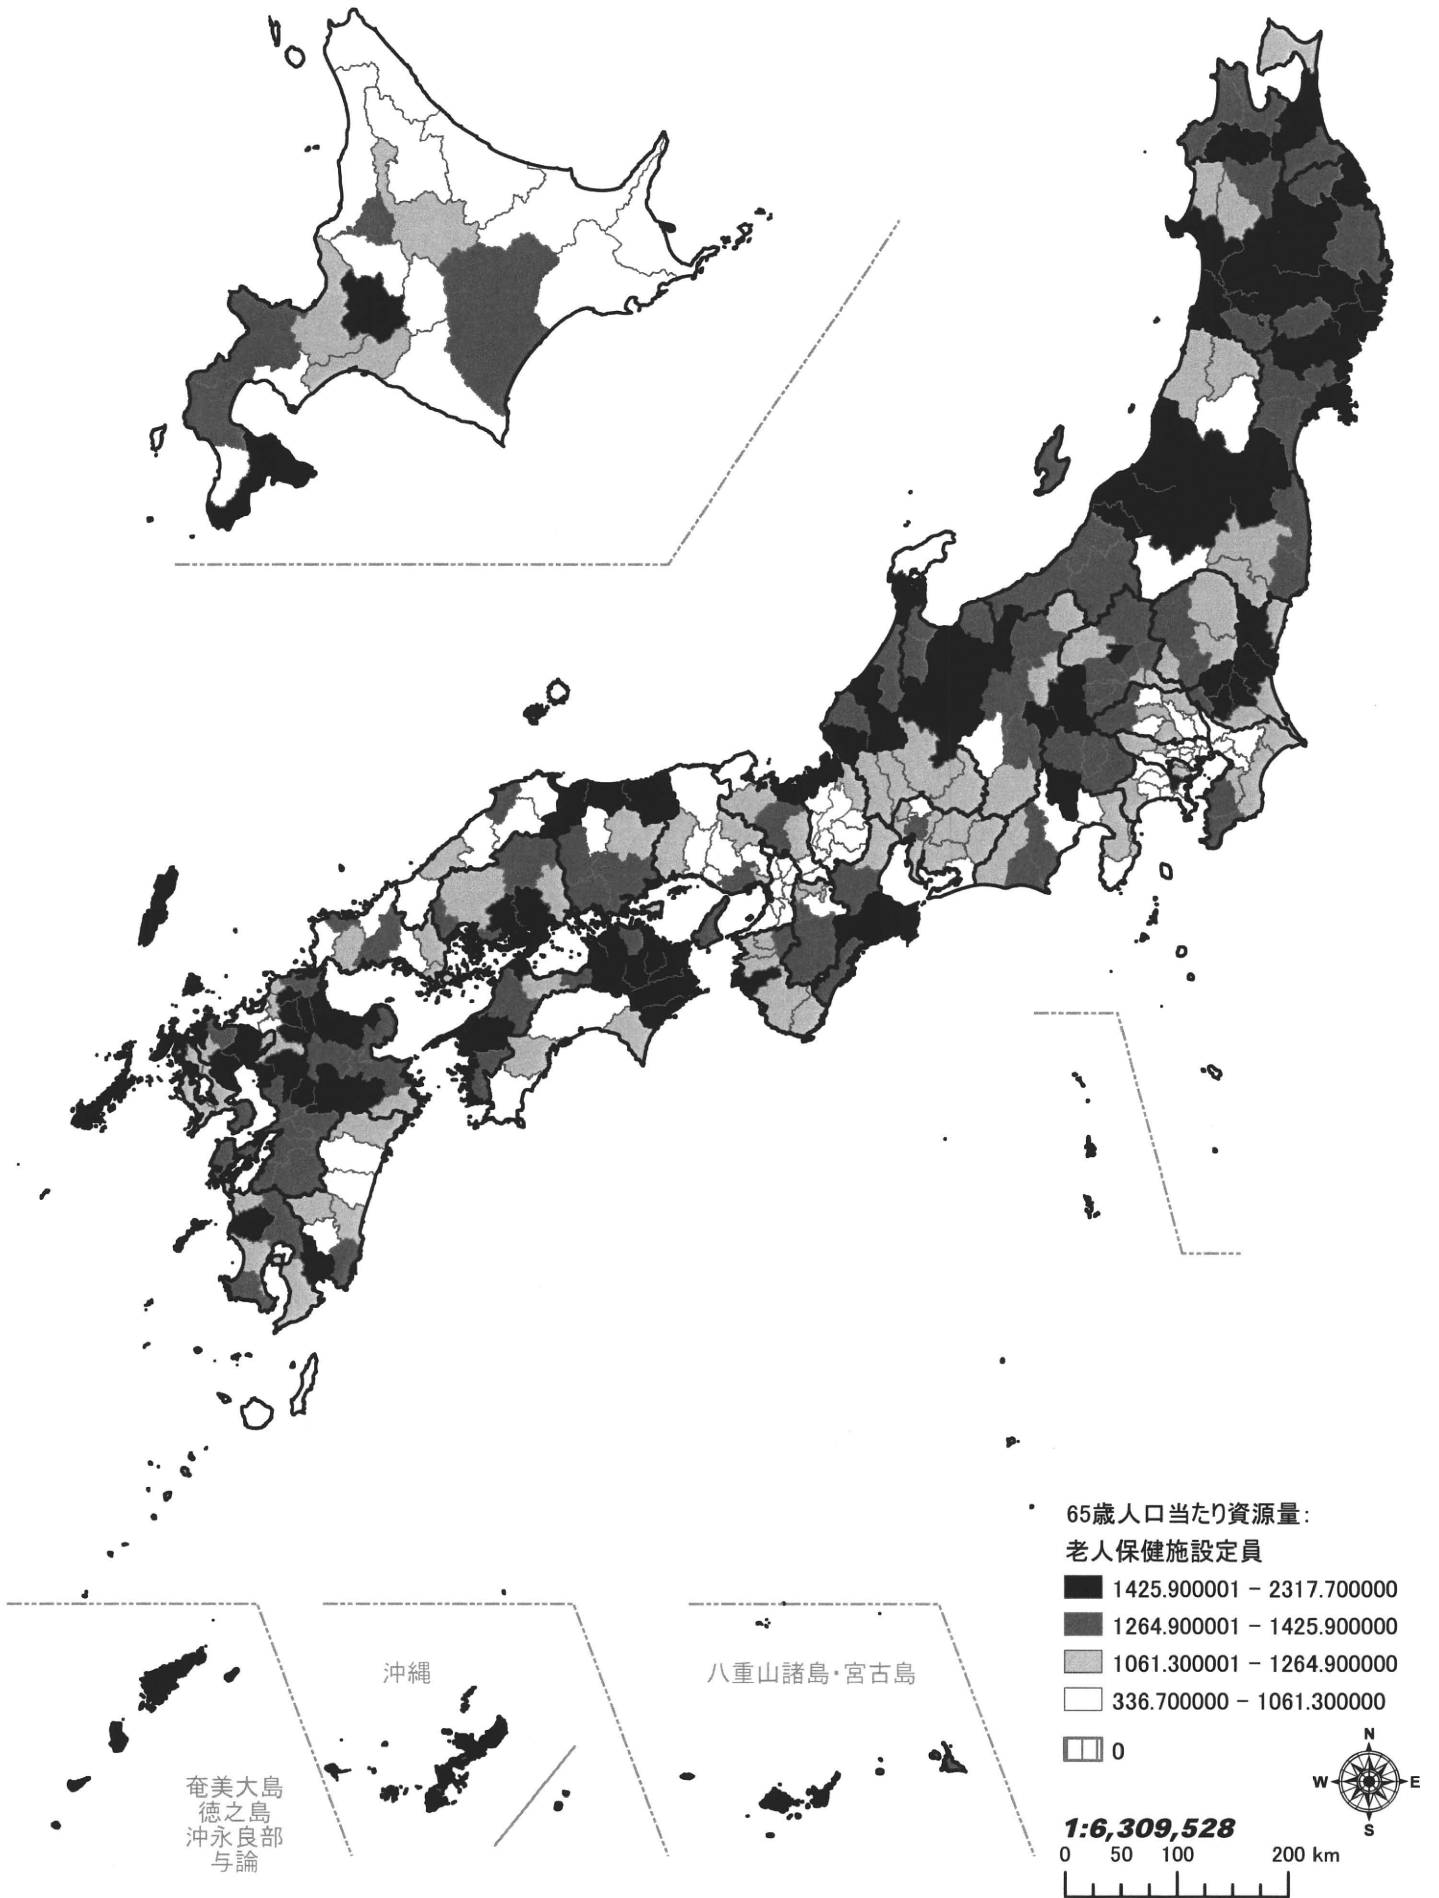 65歳人口当たり資源量:
老人保健施設定員
1425.900001 - 2317.700000
1264.900001 - 1425.900000
1061.300001 - 1264.900000
336.700000 - 1061.300000
0
N
W E
S
1:6,309,528
0 50 100 200 km
沖縄
八重山諸島・宮古島
奄美大島
徳之島
沖永良部
与論